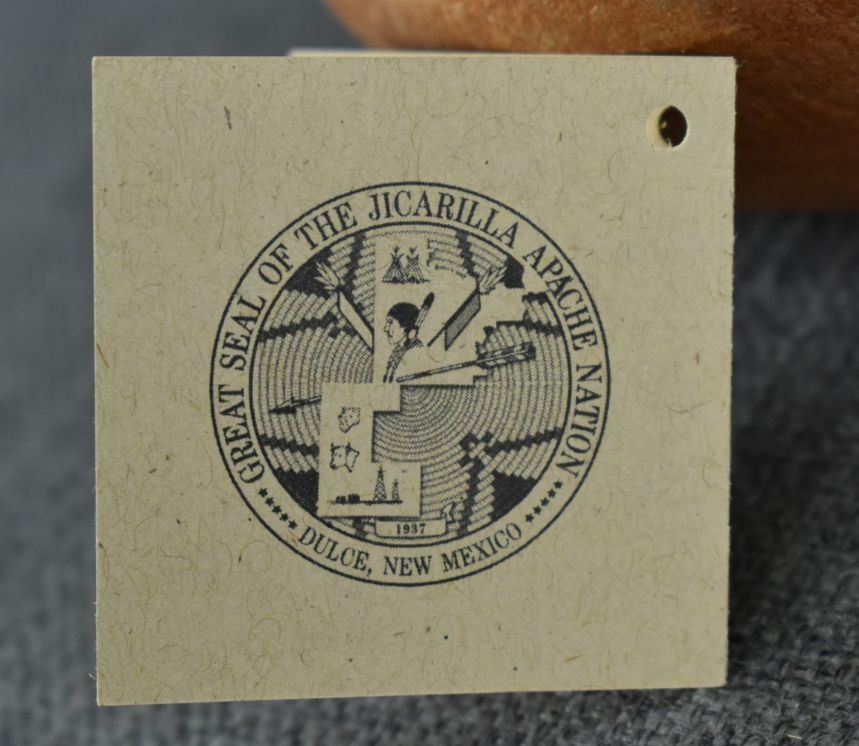 GREAT SEAL OF THE JICARILLA APACHE NATION
1937
DULCE, NEW MEXICO